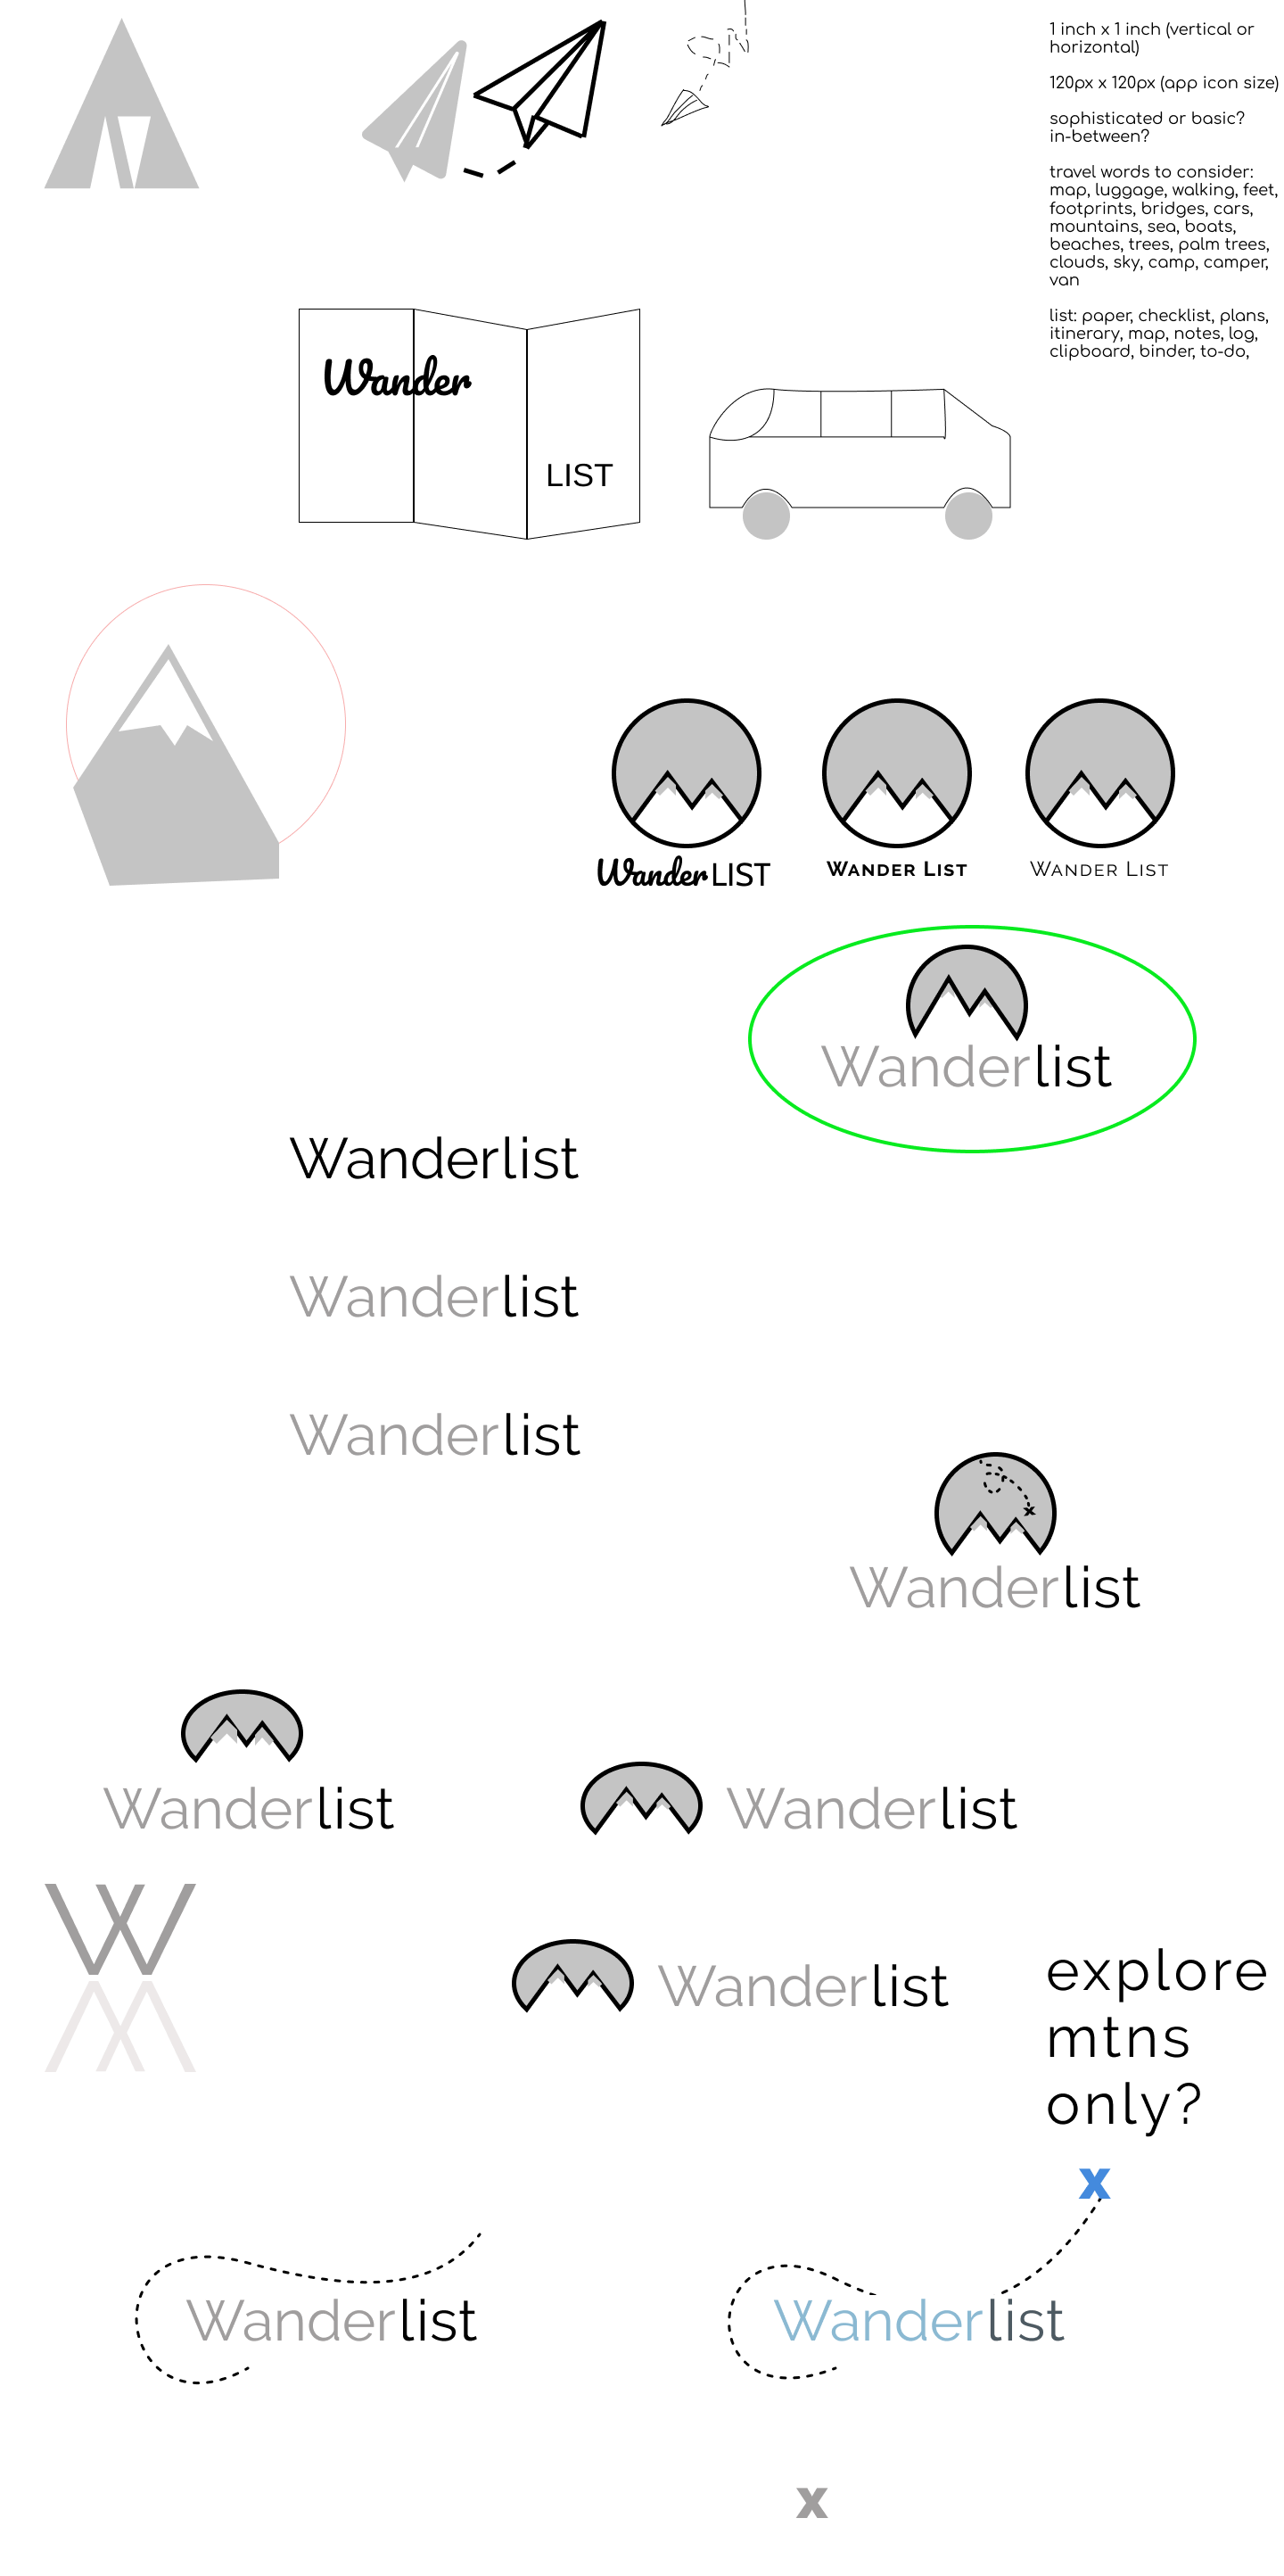 1 inch x 1 inch (vertical or
horizontal)
120px x 120px (app icon size)
sophisticated or basic?
in-between?
travel words to consider:
map, luggage, walking, feet,
footprints, bridges, cars,
mountains, sea, boats,
beaches, trees, palm trees,
clouds, sky, camp, camper,
van
list: paper, checklist, plans,
itinerary, map, notes, log,
clipboard, binder, to-do,
Wander
LIST
Wander LIST
Wander List
Wander List
Wanderlist
Wanderlist
Wanderlist
Wanderlist
x
Wanderlist
Wanderlist
Wanderlist
W
Wanderlist
explore
mtns
only?
x
Wanderlist
Wanderlist
x